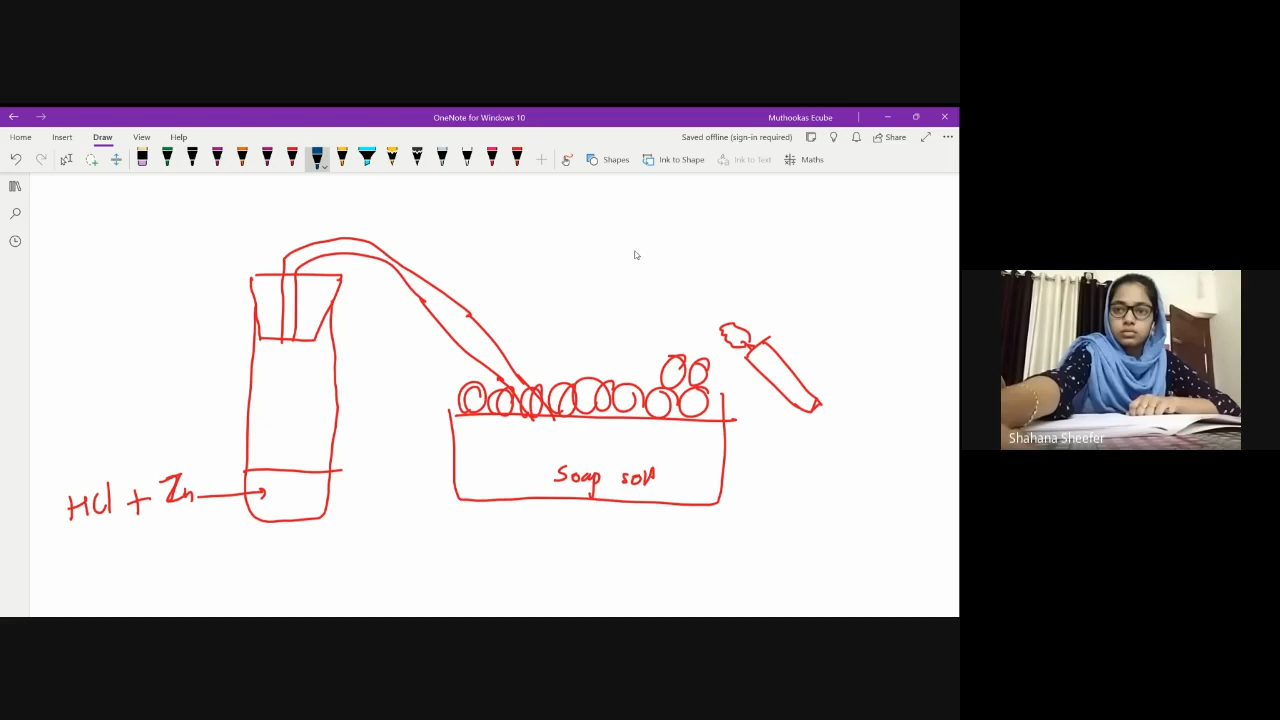 OneNote for Windows 10
Muthookas Ecube
Home Insert Draw View Help
Saved offline (sign-in required)
Share
Shapes
Ink to Shape
Ink to Text
Maths
HCl + Zn
Soap soln
Shahana Sheefer